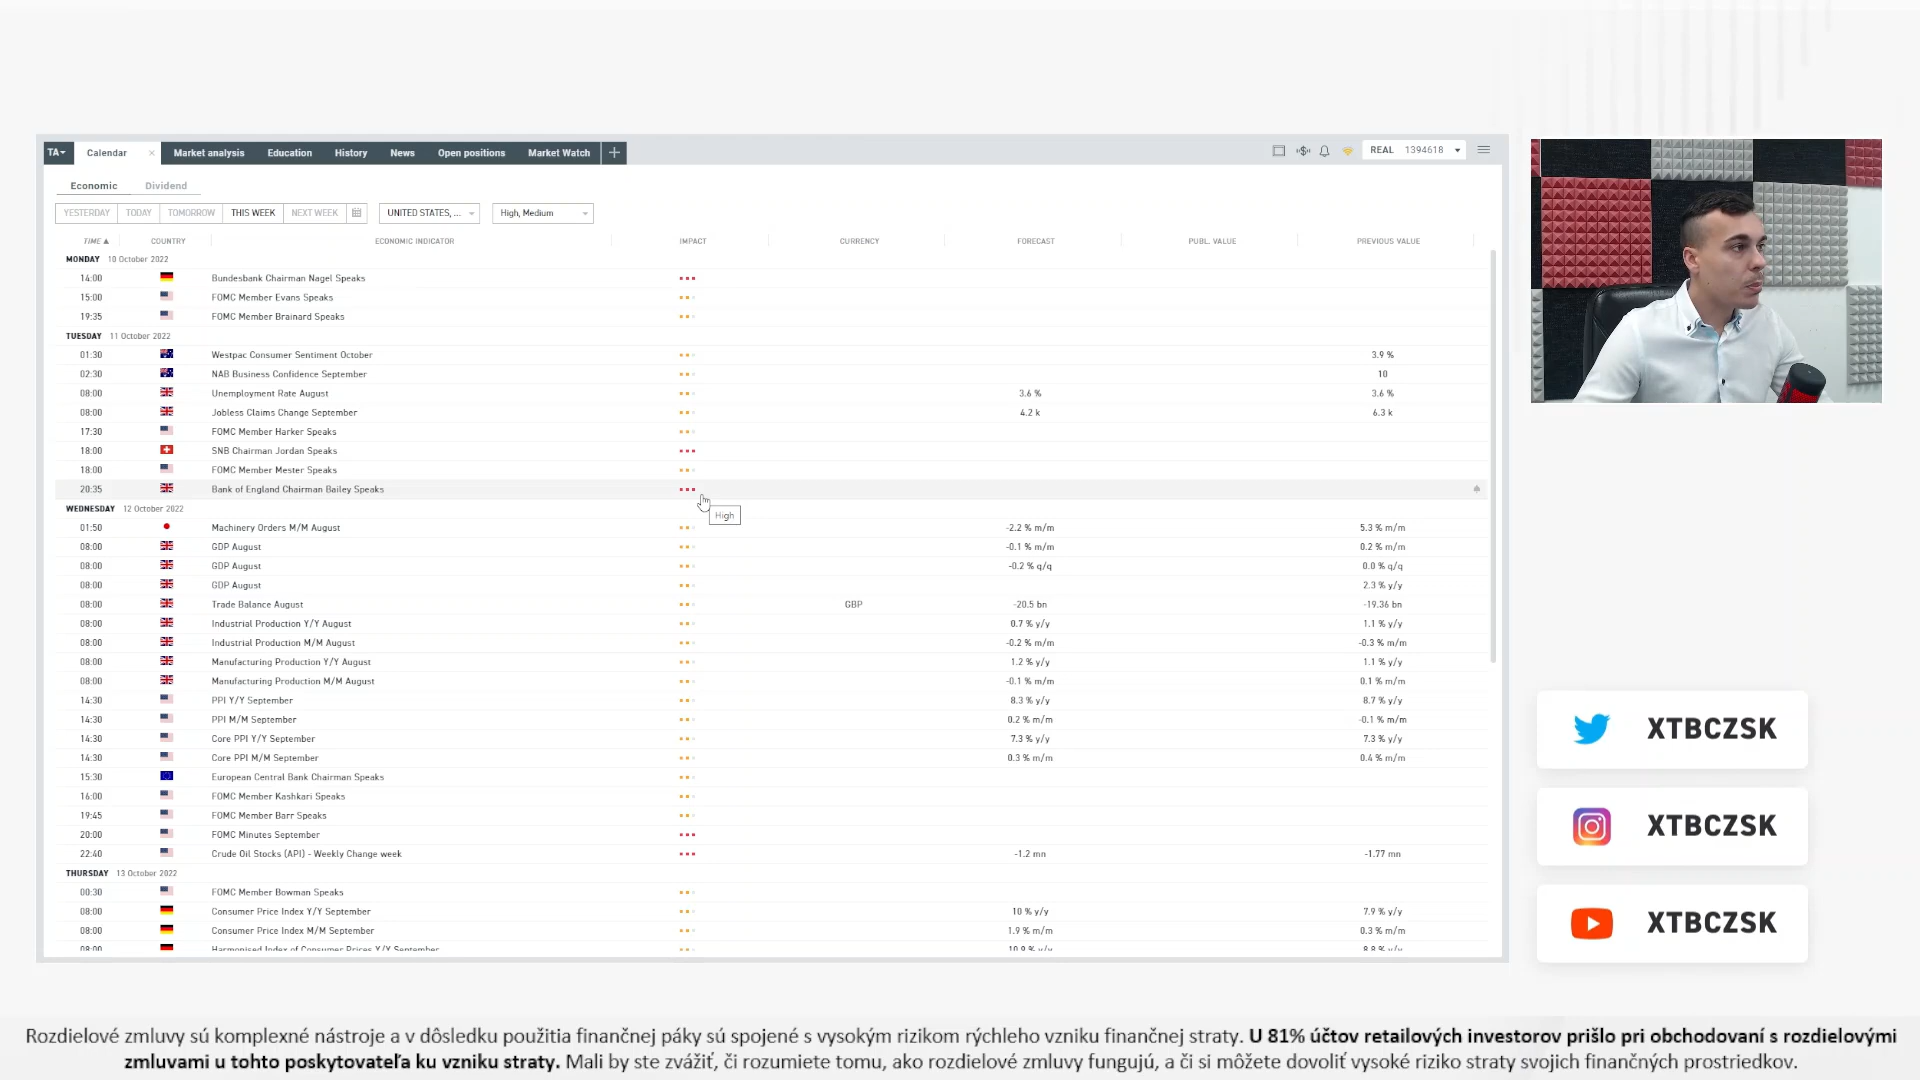 TA Calendar × Market analysis Education History News Open positions Market Watch + REAL 1394618
Economic Dividend
YESTERDAY TODAY TOMORROW THIS WEEK NEXT WEEK UNITED STATES, ... High, Medium
TIME ▲ COUNTRY ECONOMIC INDICATOR IMPACT CURRENCY FORECAST PUBL. VALUE PREVIOUS VALUE
MONDAY 10 October 2022
14:00 Bundesbank Chairman Nagel Speaks
15:00 FOMC Member Evans Speaks
19:35 FOMC Member Brainard Speaks
TUESDAY 11 October 2022
01:30 Westpac Consumer Sentiment October 3.9 %
02:30 NAB Business Confidence September 10
08:00 Unemployment Rate August 3.6 % 3.6 %
08:00 Jobless Claims Change September 4.2 k 6.3 k
17:30 FOMC Member Harker Speaks
18:00 SNB Chairman Jordan Speaks
18:00 FOMC Member Mester Speaks
20:35 Bank of England Chairman Bailey Speaks
High
WEDNESDAY 12 October 2022
01:50 Machinery Orders M/M August -2.2 % m/m 5.3 % m/m
08:00 GDP August -0.1 % m/m 0.2 % m/m
08:00 GDP August -0.2 % q/q 0.0 % q/q
08:00 GDP August 2.3 % y/y
08:00 Trade Balance August GBP -20.5 bn -19.36 bn
08:00 Industrial Production Y/Y August 0.7 % y/y 1.1 % y/y
08:00 Industrial Production M/M August -0.2 % m/m -0.3 % m/m
08:00 Manufacturing Production Y/Y August 1.2 % y/y 1.1 % y/y
08:00 Manufacturing Production M/M August -0.1 % m/m 0.1 % m/m
14:30 PPI Y/Y September 8.3 % y/y 8.7 % y/y
14:30 PPI M/M September 0.2 % m/m -0.1 % m/m
14:30 Core PPI Y/Y September 7.3 % y/y 7.3 % y/y
14:30 Core PPI M/M September 0.3 % m/m 0.4 % m/m
15:30 European Central Bank Chairman Speaks
16:00 FOMC Member Kashkari Speaks
19:45 FOMC Member Barr Speaks
20:00 FOMC Minutes September
22:40 Crude Oil Stocks (API) - Weekly Change week -1.2 mn -1.77 mn
THURSDAY 13 October 2022
00:30 FOMC Member Bowman Speaks
08:00 Consumer Price Index Y/Y September 10 % y/y 7.9 % y/y
08:00 Consumer Price Index M/M September 1.9 % m/m 0.3 % m/m
08:00 Harmonised Index of Consumer Prices Y/Y September 10.9 % y/y 8.8 % y/y
XTBCZSK
XTBCZSK
XTBCZSK
Rozdielové zmluvy sú komplexné nástroje a v dôsledku použitia finančnej páky sú spojené s vysokým rizikom rýchleho vzniku finančnej straty. U 81% účtov retailových investorov prišlo pri obchodovaní s rozdielovými
zmluvami u tohto poskytovateľa ku vzniku straty. Mali by ste zvážiť, či rozumiete tomu, ako rozdielové zmluvy fungujú, a či si môžete dovoliť vysoké riziko straty svojich finančných prostriedkov.